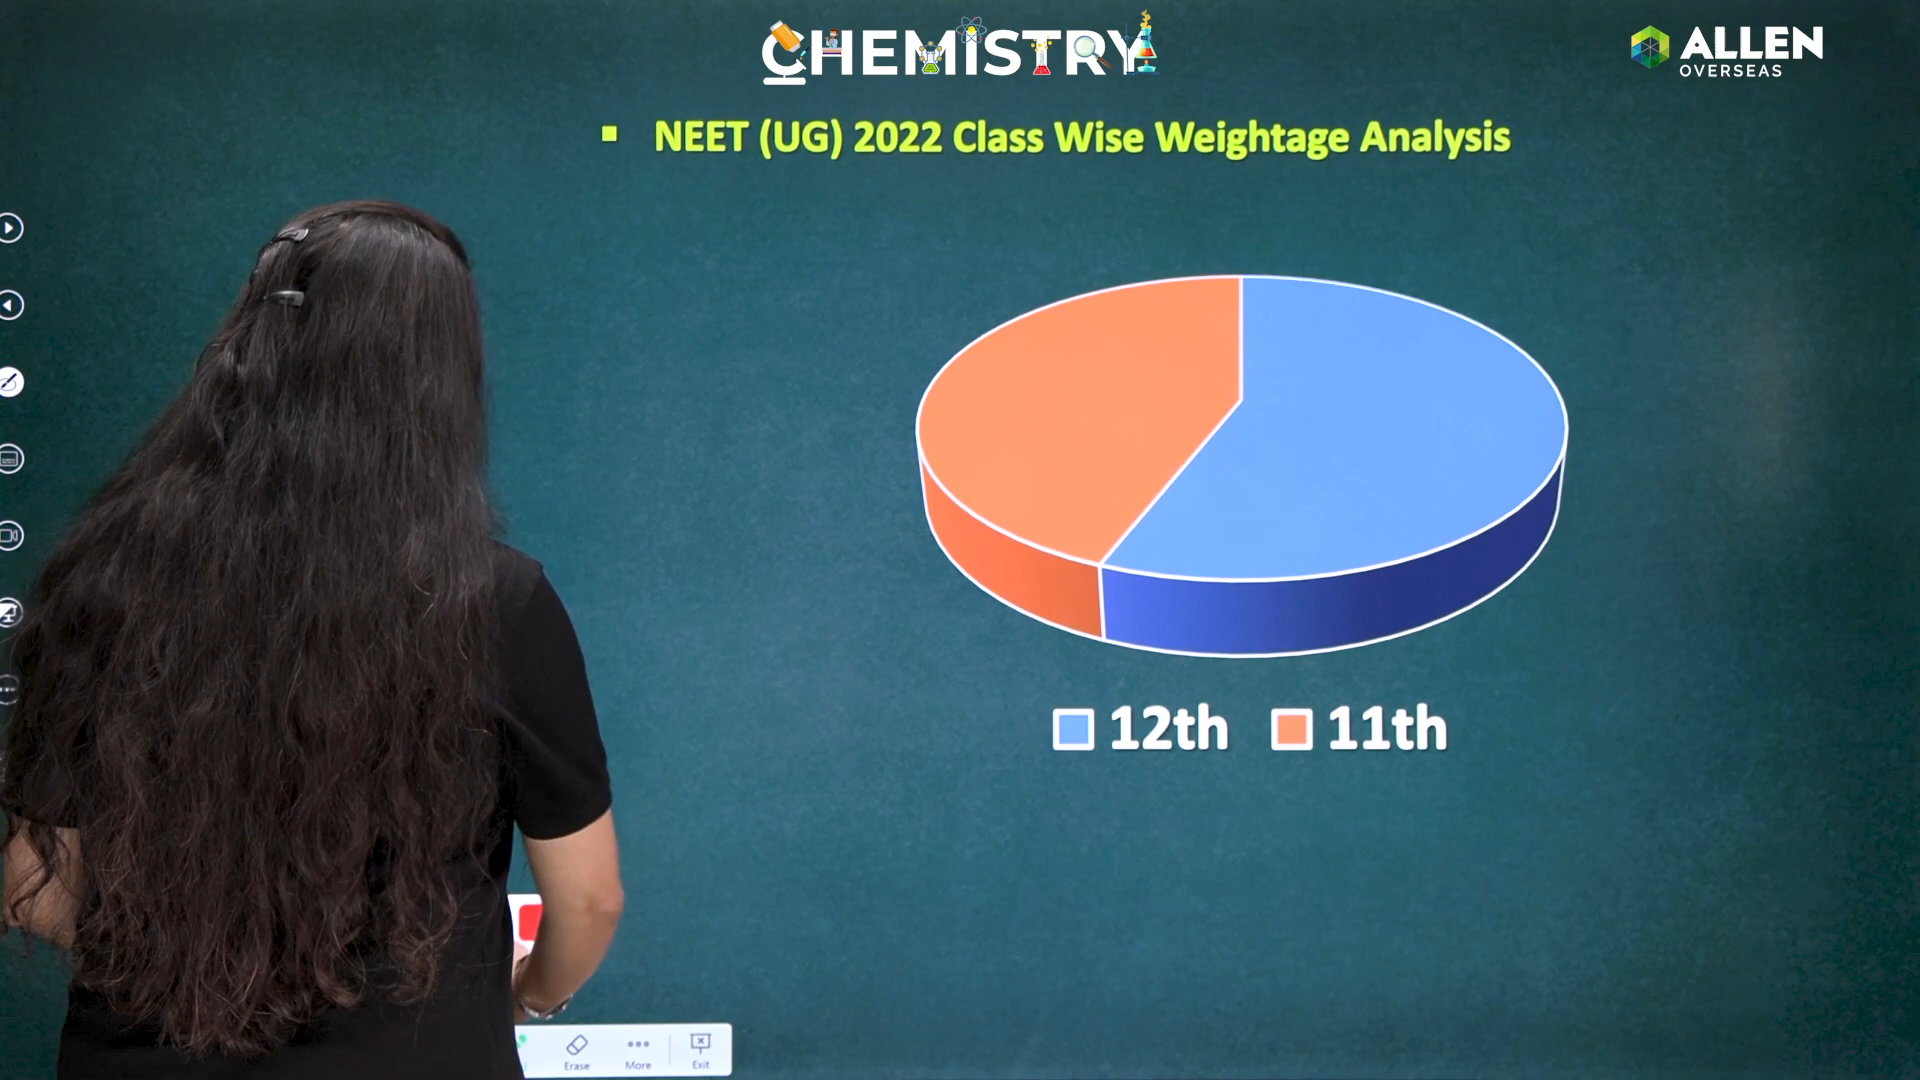 CHEMISTRY
ALLEN
OVERSEAS
▪ NEET (UG) 2022 Class Wise Weightage Analysis
12th 11th
Erase More Exit